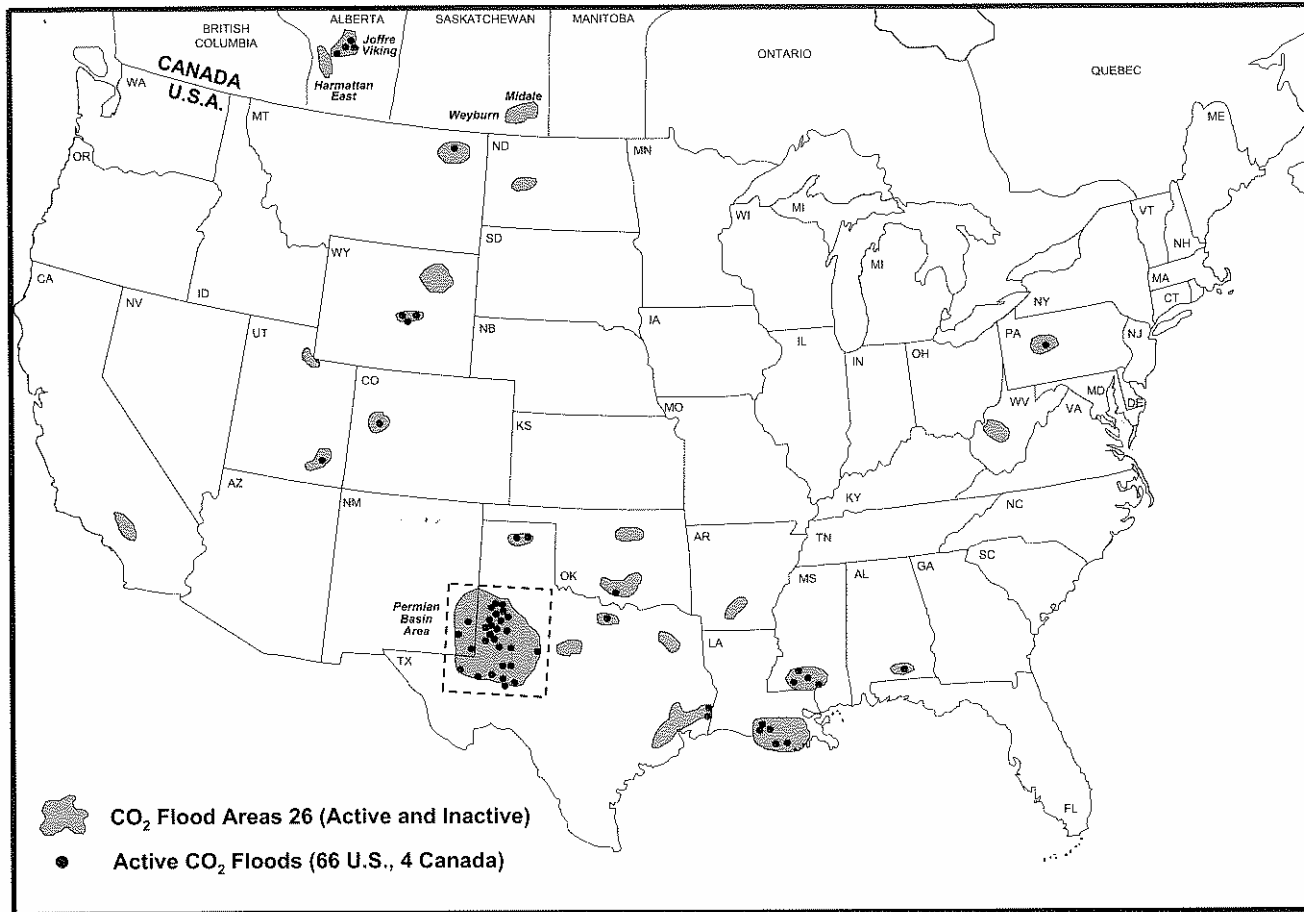 BRITISH
COLUMBIA
ALBERTA
SASKATCHEWAN
MANITOBA
ONTARIO
QUEBEC
Joffre
Viking
Harmattan
East
Midale
Weyburn
CANADA
U.S.A.
WA
MT
ND
MN
ME
OR
WI
MI
VT
NH
SD
MI
WY
MA
CA
NV
ID
CT
NY
UT
NB
IA
IL
IN
OH
PA
NJ
CO
MO
WV
MD
DE
VA
KS
AZ
NM
KY
NC
AR
TN
OK
MS
AL
GA
SC
Permian
Basin
Area
TX
LA
FL
CO₂ Flood Areas 26 (Active and Inactive)
Active CO₂ Floods (66 U.S., 4 Canada)